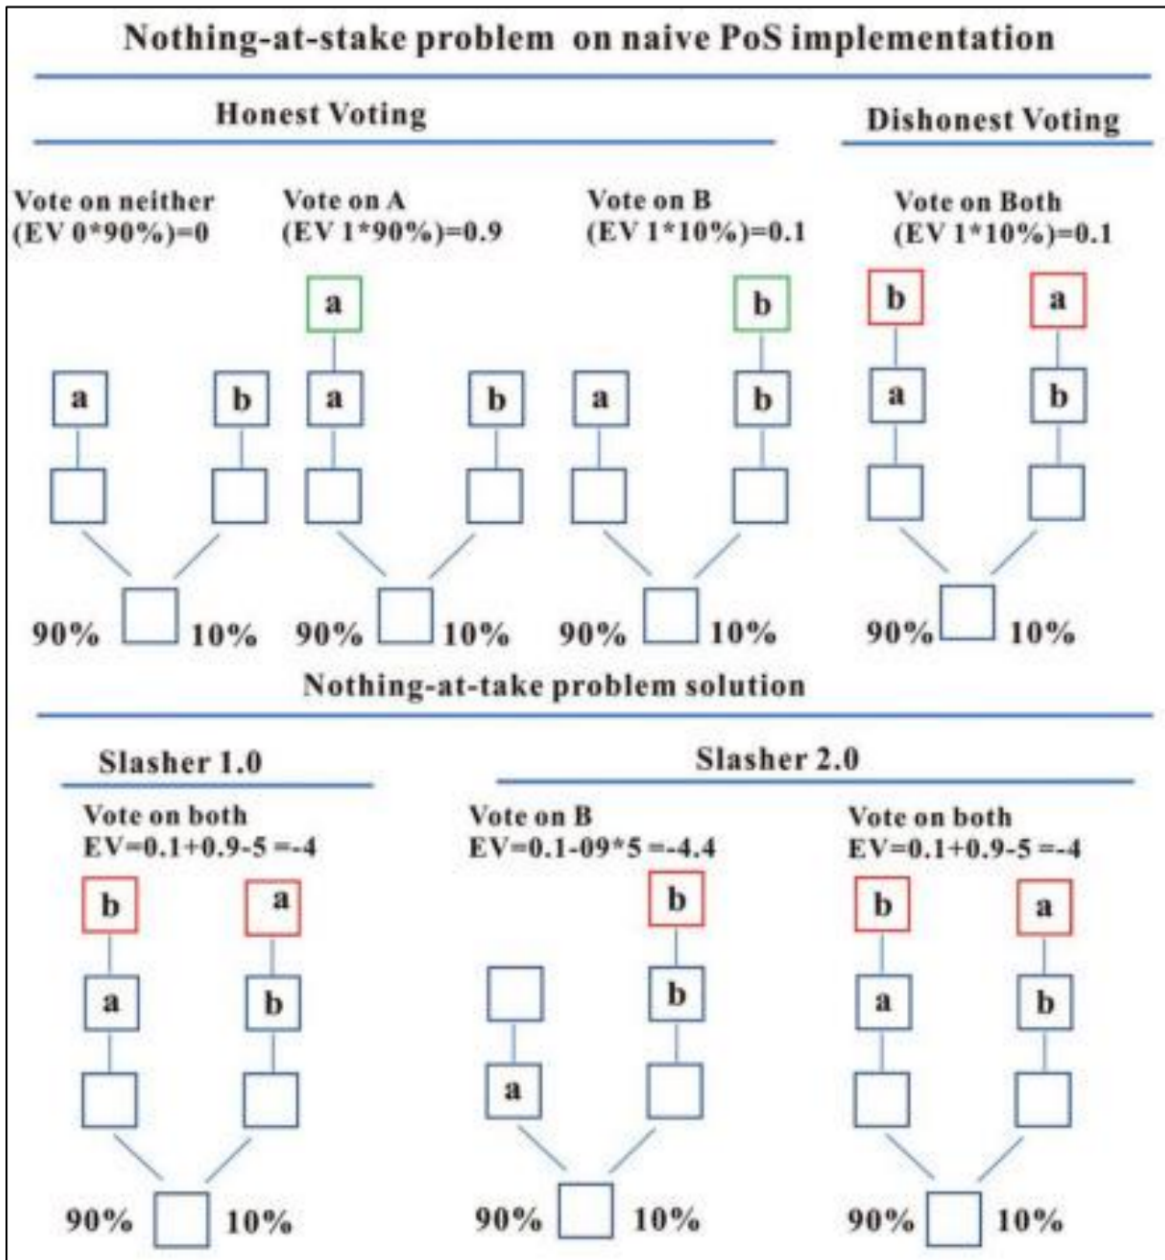 Nothing-at-stake problem on naive PoS implementation
Honest Voting
Dishonest Voting
Vote on neither
(EV 0*90%)=0
Vote on A
(EV 1*90%)=0.9
Vote on B
(EV 1*10%)=0.1
Vote on Both
(EV 1*10%)=0.1
a
b
b
a
a
b
a
b
a
b
a
b
90% 10% 90% 10% 90% 10% 90% 10%
Nothing-at-take problem solution
Slasher 1.0
Slasher 2.0
Vote on both
EV=0.1+0.9-5 =-4
Vote on B
EV=0.1-09*5 =-4.4
Vote on both
EV=0.1+0.9-5 =-4
b
a
b
b
a
a
b
b
a
b
a
90% 10% 90% 10% 90% 10%